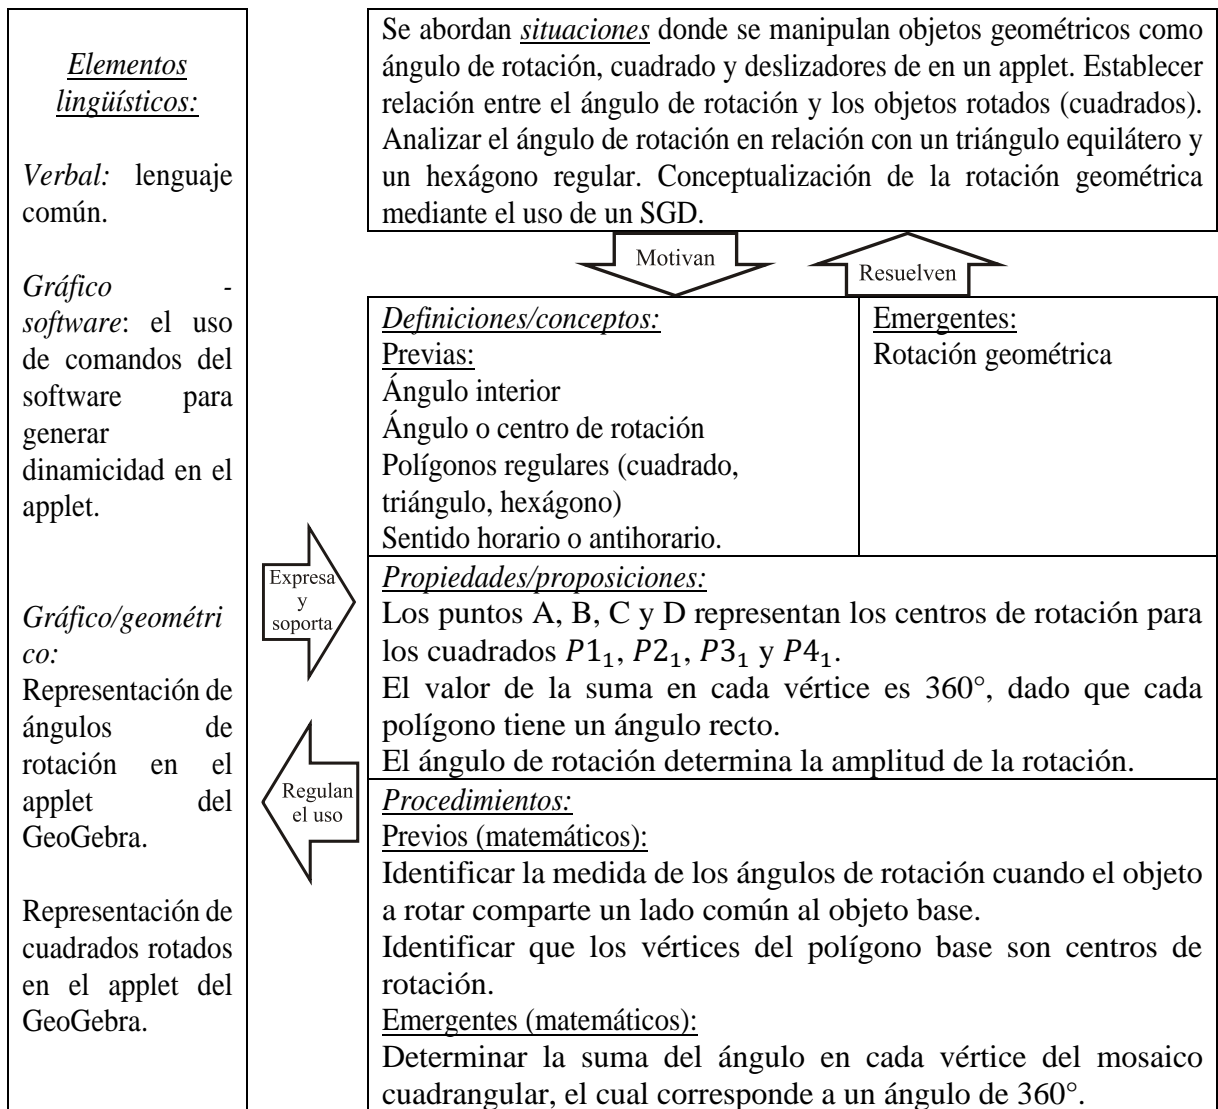 Elementos
lingüísticos:
Verbal: lenguaje
común.
Gráfico -
software: el uso
de comandos del
software para
generar
dinamicidad en el
applet.
Gráfico/geométri
co:
Representación de
ángulos de
rotación en el
applet del
GeoGebra.
Representación de
cuadrados rotados
en el applet del
GeoGebra.
Expresa
y
soporta
Regulan
el uso
Se abordan situaciones donde se manipulan objetos geométricos como
ángulo de rotación, cuadrado y deslizadores de en un applet. Establecer
relación entre el ángulo de rotación y los objetos rotados (cuadrados).
Analizar el ángulo de rotación en relación con un triángulo equilátero y
un hexágono regular. Conceptualización de la rotación geométrica
mediante el uso de un SGD.
Motivan
Resuelven
Definiciones/conceptos:
Previas:
Ángulo interior
Ángulo o centro de rotación
Polígonos regulares (cuadrado,
triángulo, hexágono)
Sentido horario o antihorario.
Emergentes:
Rotación geométrica
Propiedades/proposiciones:
Los puntos A, B, C y D representan los centros de rotación para
los cuadrados P1₁, P2₁, P3₁ y P4₁.
El valor de la suma en cada vértice es 360°, dado que cada
polígono tiene un ángulo recto.
El ángulo de rotación determina la amplitud de la rotación.
Procedimientos:
Previos (matemáticos):
Identificar la medida de los ángulos de rotación cuando el objeto
a rotar comparte un lado común al objeto base.
Identificar que los vértices del polígono base son centros de
rotación.
Emergentes (matemáticos):
Determinar la suma del ángulo en cada vértice del mosaico
cuadrangular, el cual corresponde a un ángulo de 360°.